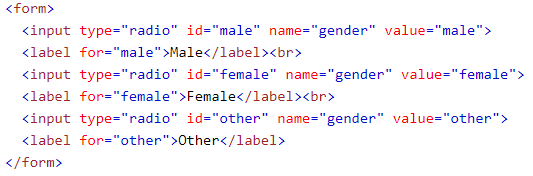 <form>
  <input type="radio" id="male" name="gender" value="male">
  <label for="male">Male</label><br>
  <input type="radio" id="female" name="gender" value="female">
  <label for="female">Female</label><br>
  <input type="radio" id="other" name="gender" value="other">
  <label for="other">Other</label>
</form>